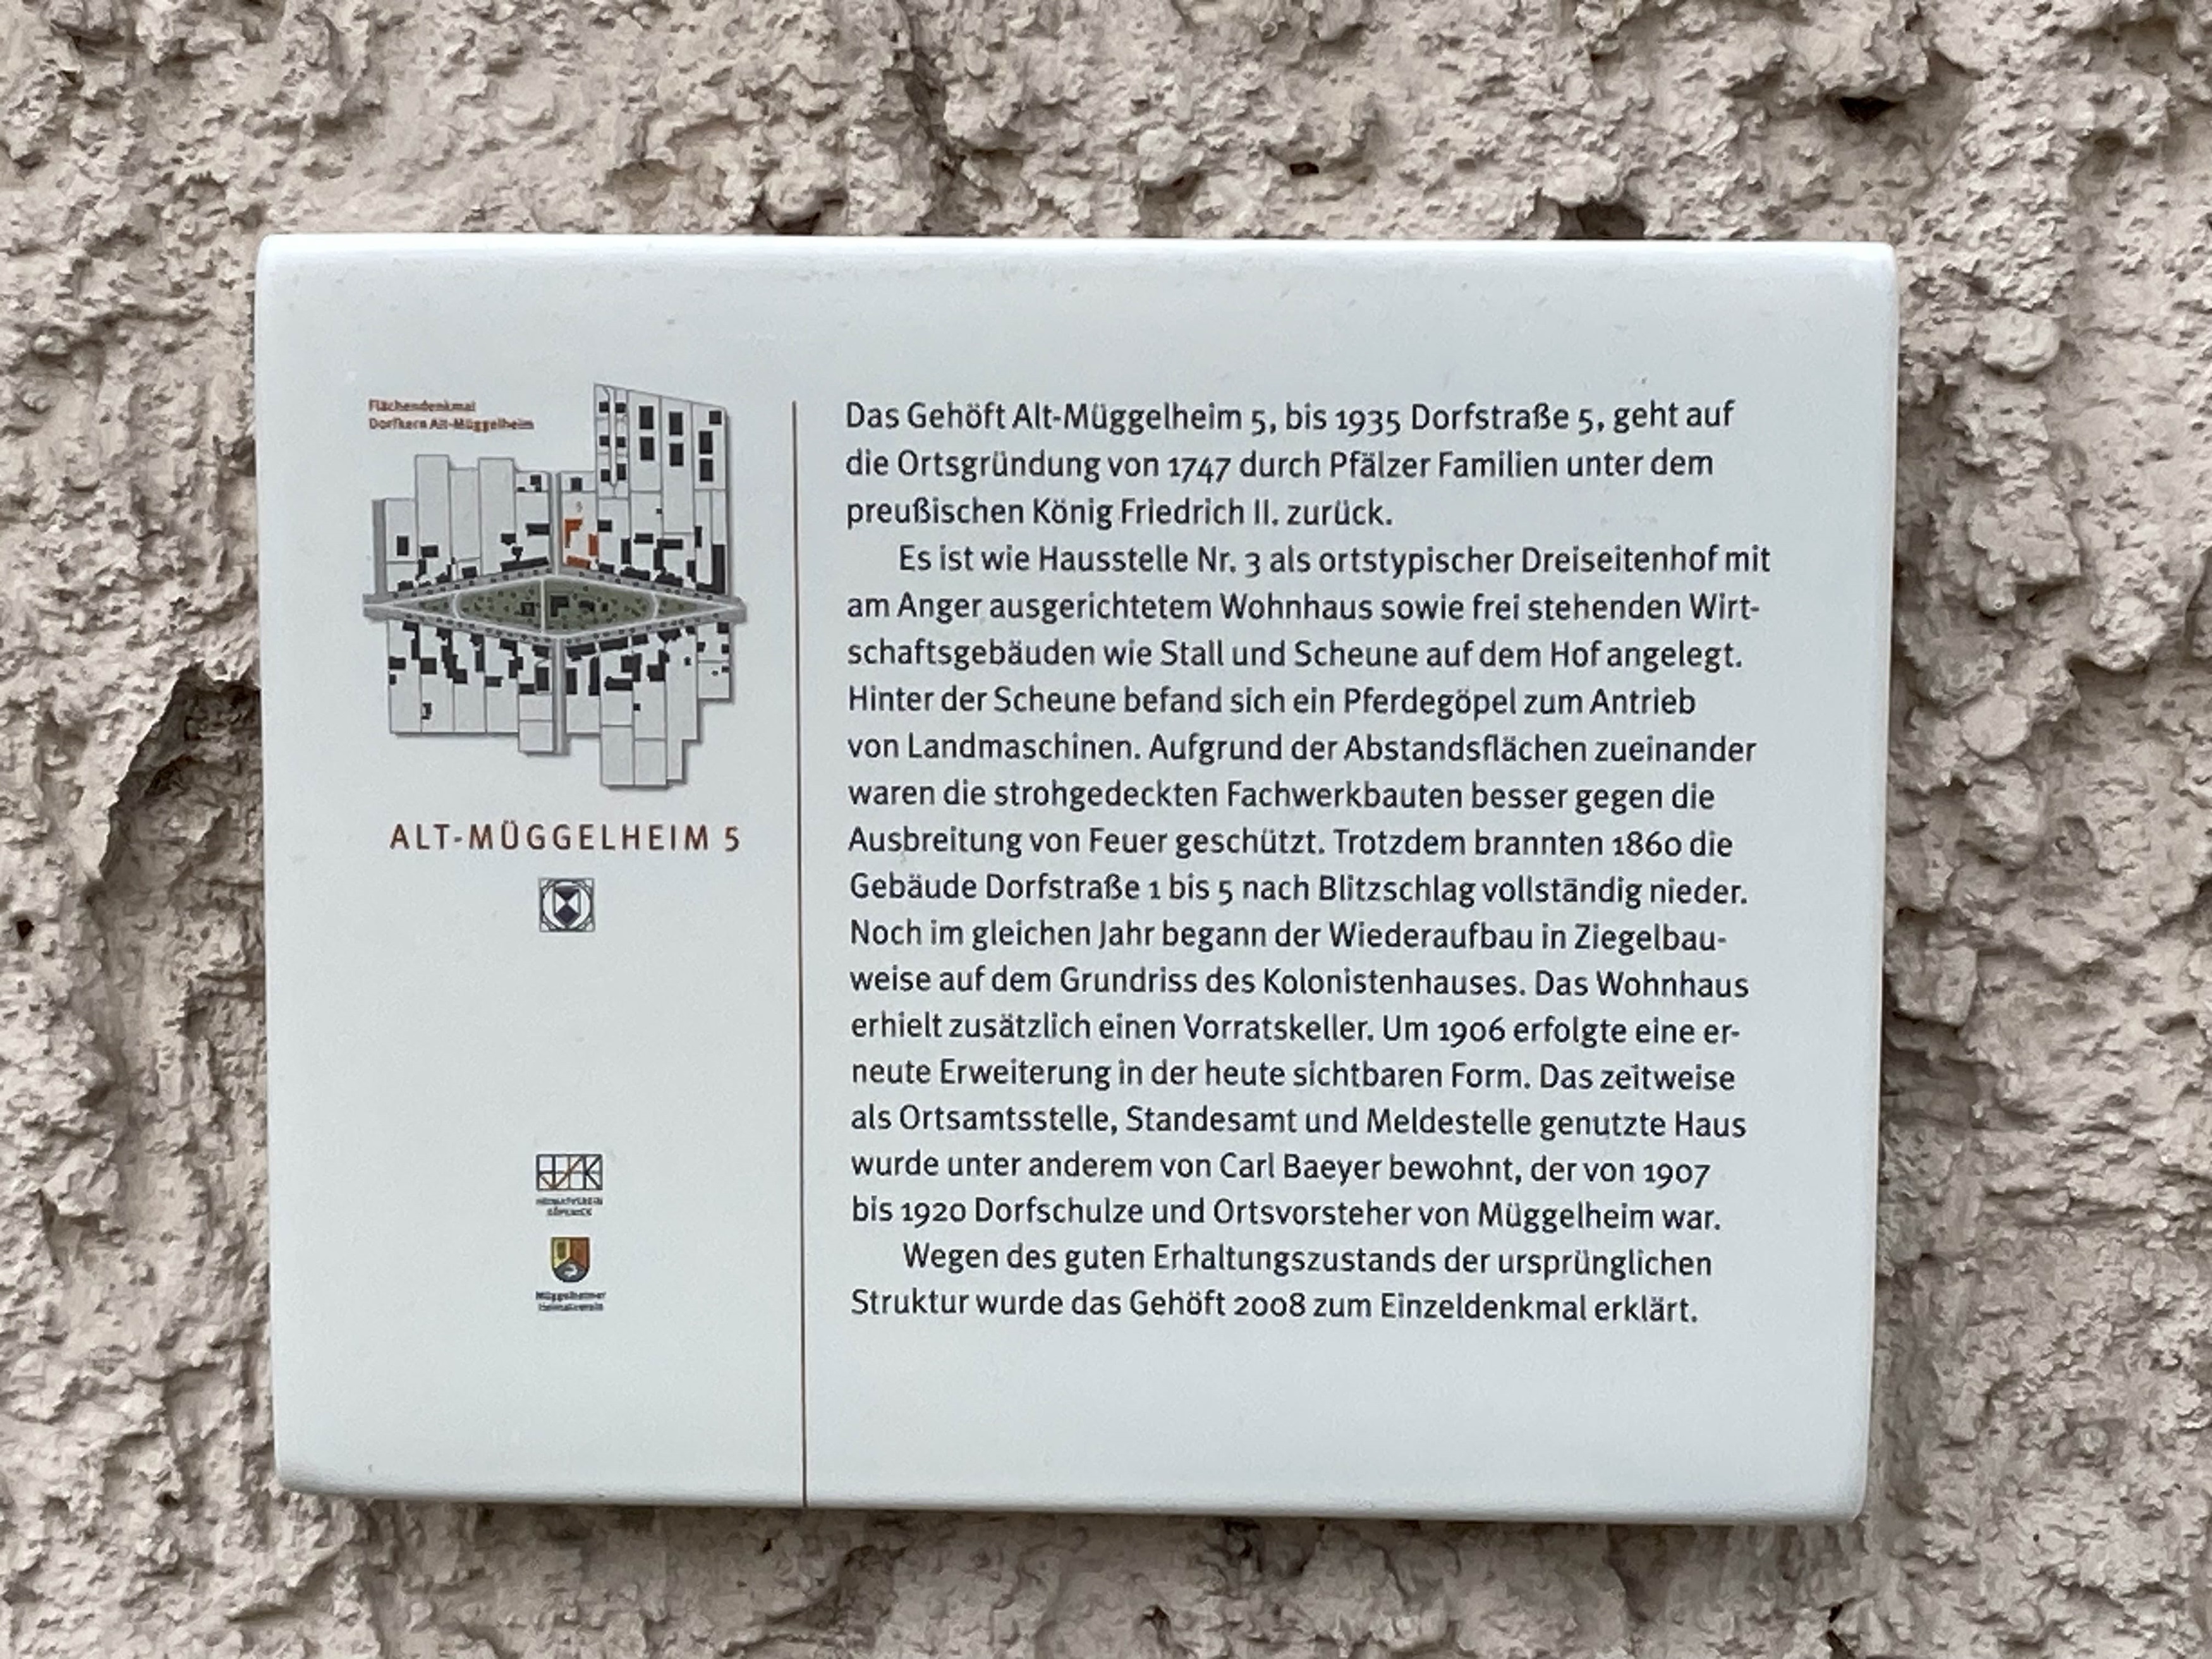 Flächendenkmal
Dorfkern Alt-Müggelheim
ALT-MÜGGELHEIM 5
HEIMATVEREIN
KÖPENICK
Müggelheimer
Heimatverein
Das Gehöft Alt-Müggelheim 5, bis 1935 Dorfstraße 5, geht auf
die Ortsgründung von 1747 durch Pfälzer Familien unter dem
preußischen König Friedrich II. zurück.
Es ist wie Hausstelle Nr. 3 als ortstypischer Dreiseitenhof mit
am Anger ausgerichtetem Wohnhaus sowie frei stehenden Wirt-
schaftsgebäuden wie Stall und Scheune auf dem Hof angelegt.
Hinter der Scheune befand sich ein Pferdegöpel zum Antrieb
von Landmaschinen. Aufgrund der Abstandsflächen zueinander
waren die strohgedeckten Fachwerkbauten besser gegen die
Ausbreitung von Feuer geschützt. Trotzdem brannten 1860 die
Gebäude Dorfstraße 1 bis 5 nach Blitzschlag vollständig nieder.
Noch im gleichen Jahr begann der Wiederaufbau in Ziegelbau-
weise auf dem Grundriss des Kolonistenhauses. Das Wohnhaus
erhielt zusätzlich einen Vorratskeller. Um 1906 erfolgte eine er-
neute Erweiterung in der heute sichtbaren Form. Das zeitweise
als Ortsamtsstelle, Standesamt und Meldestelle genutzte Haus
wurde unter anderem von Carl Baeyer bewohnt, der von 1907
bis 1920 Dorfschulze und Ortsvorsteher von Müggelheim war.
Wegen des guten Erhaltungszustands der ursprünglichen
Struktur wurde das Gehöft 2008 zum Einzeldenkmal erklärt.